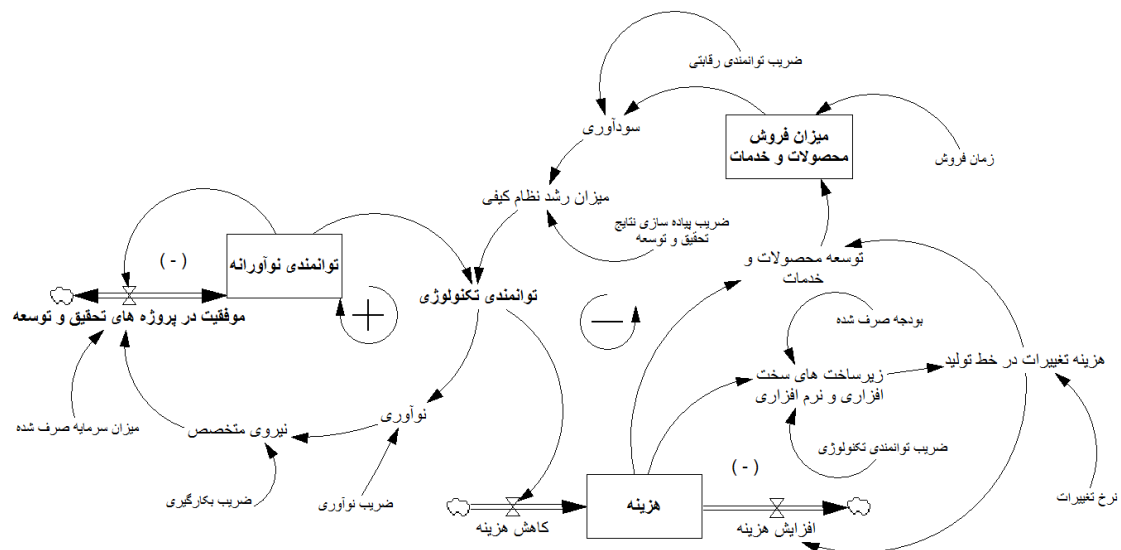 ضریب توانمندی رقابتی
سودآوری
میزان فروش
محصولات و خدمات
زمان فروش
میزان رشد نظام کیفی
ضریب پیاده سازی نتایج
تحقیق و توسعه
توسعه محصولات و
خدمات
(-)
توانمندی نوآورانه
توانمندی تکنولوژی
موفقیت در پروژه های تحقیق و توسعه
بودجه صرف شده
هزینه تغییرات در خط تولید
زیرساخت های سخت
افزاری و نرم افزاری
نوآوری
نیروی متخصص
میزان سرمایه صرف شده
ضریب توانمندی تکنولوژی
(-)
ضریب بکارگیری
ضریب نوآوری
نرخ تغییرات
هزینه
کاهش هزینه
افزایش هزینه